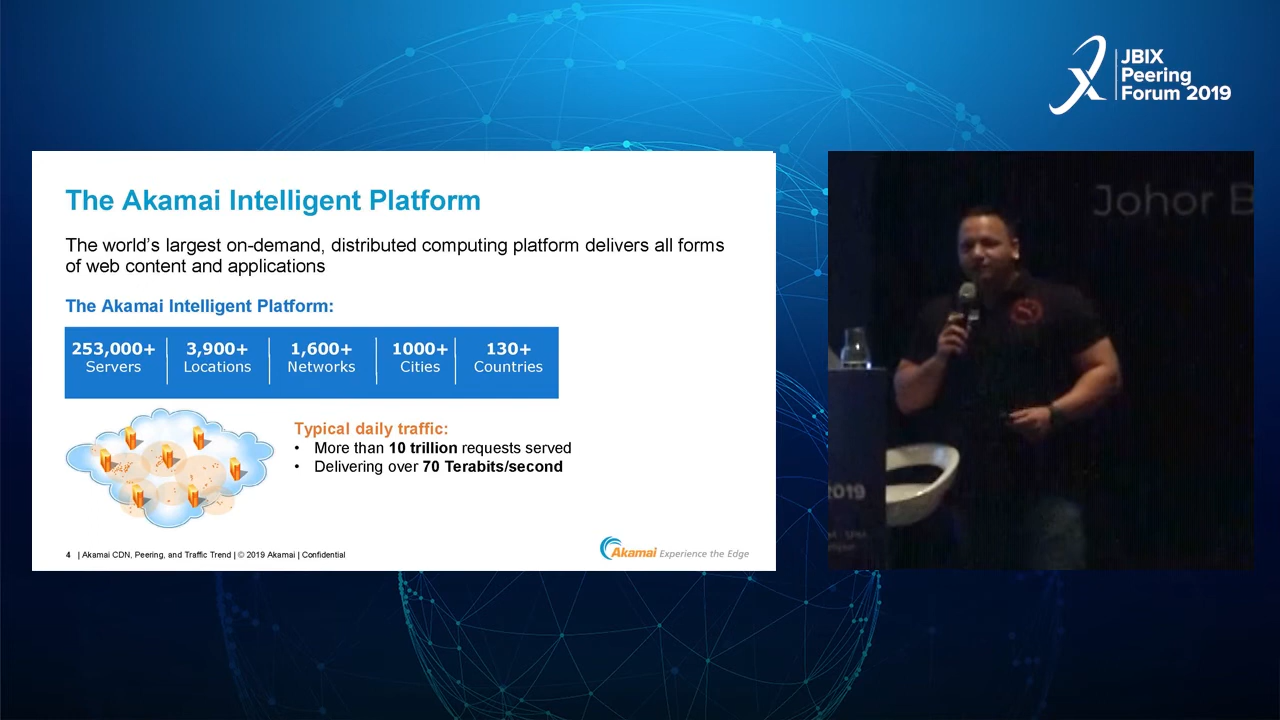 JBIX
Peering
Forum 2019
The Akamai Intelligent Platform
The world’s largest on-demand, distributed computing platform delivers all forms
of web content and applications
The Akamai Intelligent Platform:
253,000+ 3,900+ 1,600+ 1000+ 130+
Servers Locations Networks Cities Countries
Typical daily traffic:
• More than 10 trillion requests served
• Delivering over 70 Terabits/second
4 | Akamai CDN, Peering, and Traffic Trend | © 2019 Akamai | Confidential
Akamai Experience the Edge
Johor B
2019